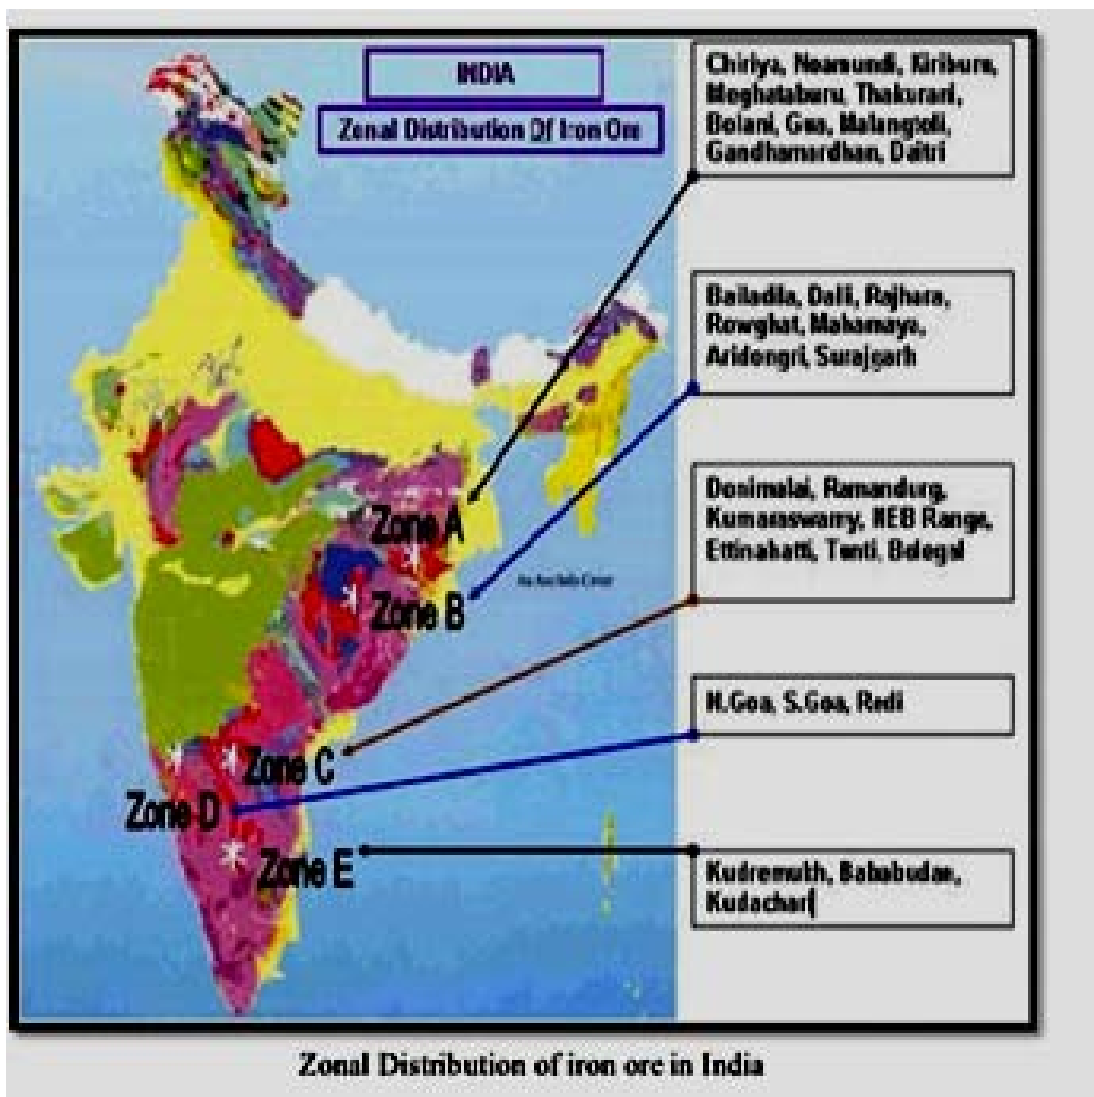 INDIA
Zonal Distribution Of Iron Ore
Chiriya, Noamundi, Kiriburu,
Meghataburu, Thakurani,
Bolani, Gua, Malangtoli,
Gandhamardhan, Daitri
Bailadila, Dalli, Rajhara,
Rowghat, Mahamaya,
Aridongri, Surajgarh
Donimalai, Ramandurg,
Kumaraswamy, NEB Range,
Ettinahatti, Tunti, Belegal
N.Goa, S.Goa, Redi
Kudremuth, Bababudan,
Kudachari
Zone A
Zone B
Zone C
Zone D
Zone E
Zonal Distribution of iron ore in India